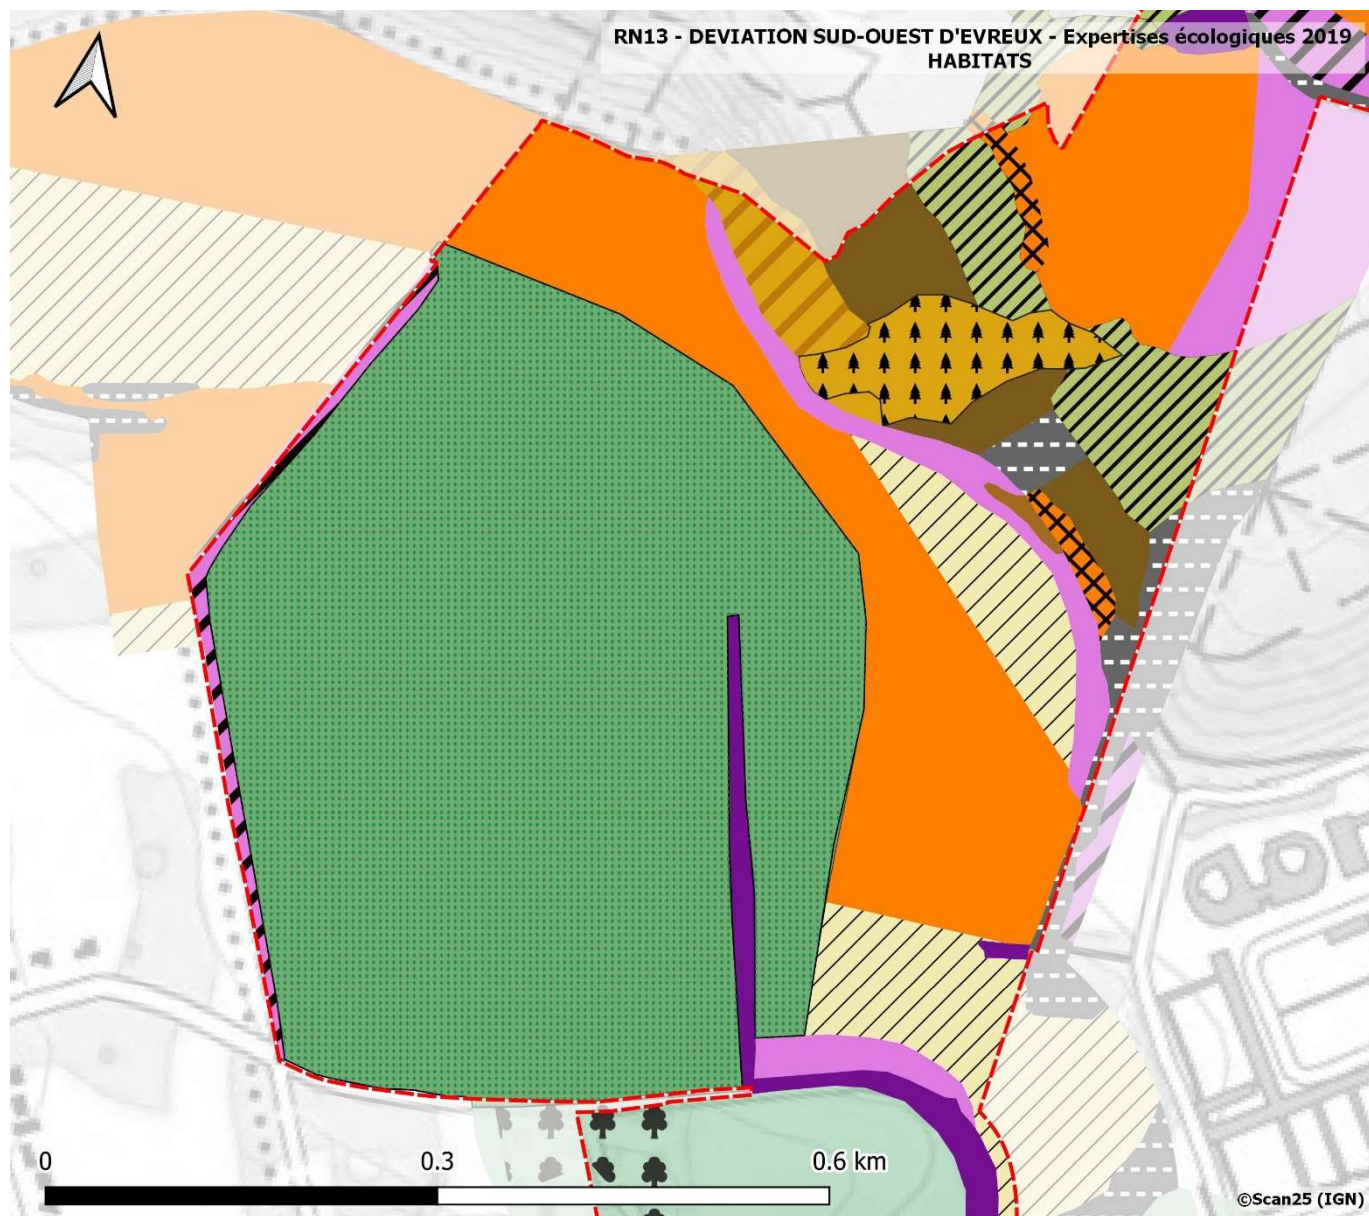 RN13 - DEVIATION SUD-OUEST D'EVREUX - Expertises écologiques 2019
HABITATS
0 0.3 0.6 km
©Scan25 (IGN)